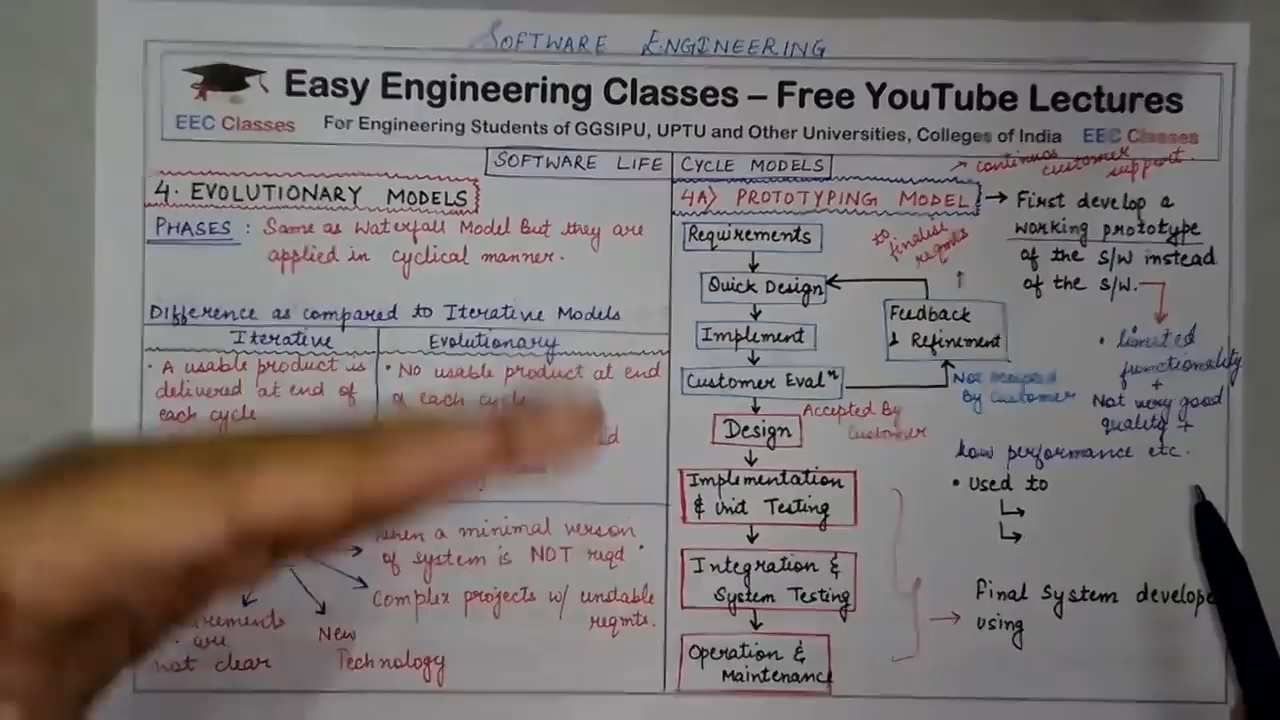 SOFTWARE ENGINEERING
Easy Engineering Classes – Free YouTube Lectures
EEC Classes
For Engineering Students of GGSIPU, UPTU and Other Universities, Colleges of India
EEC Classes
SOFTWARE LIFE CYCLE MODELS
4. EVOLUTIONARY MODELS
PHASES : Same as Waterfall Model But they are
applied in cyclical manner.
Difference as compared to Iterative Models
Iterative
Evolutionary
· A usable product is
delivered at end of
each cycle
· No usable product at end
of each cycle
when a minimal version
of system is NOT reqd.
Complex projects w/ unstable
reqmts.
are
not clear
New
Technology
→ continuos customer
support.
4A) PROTOTYPING MODEL
→ First develop a
working prototype
of the S/W instead
of the S/W.
Requirements
to
finalise
reqmts
Quick Design
Implement
Feedback
& Refinement
Customer Evalⁿ
By Customer
Accepted By
Customer
· limited
functionality
+
Not very good
quality +
low performance etc.
Design
Implementation
& Unit Testing
Integration &
System Testing
Operation &
Maintenance
· Used to
Final System
using